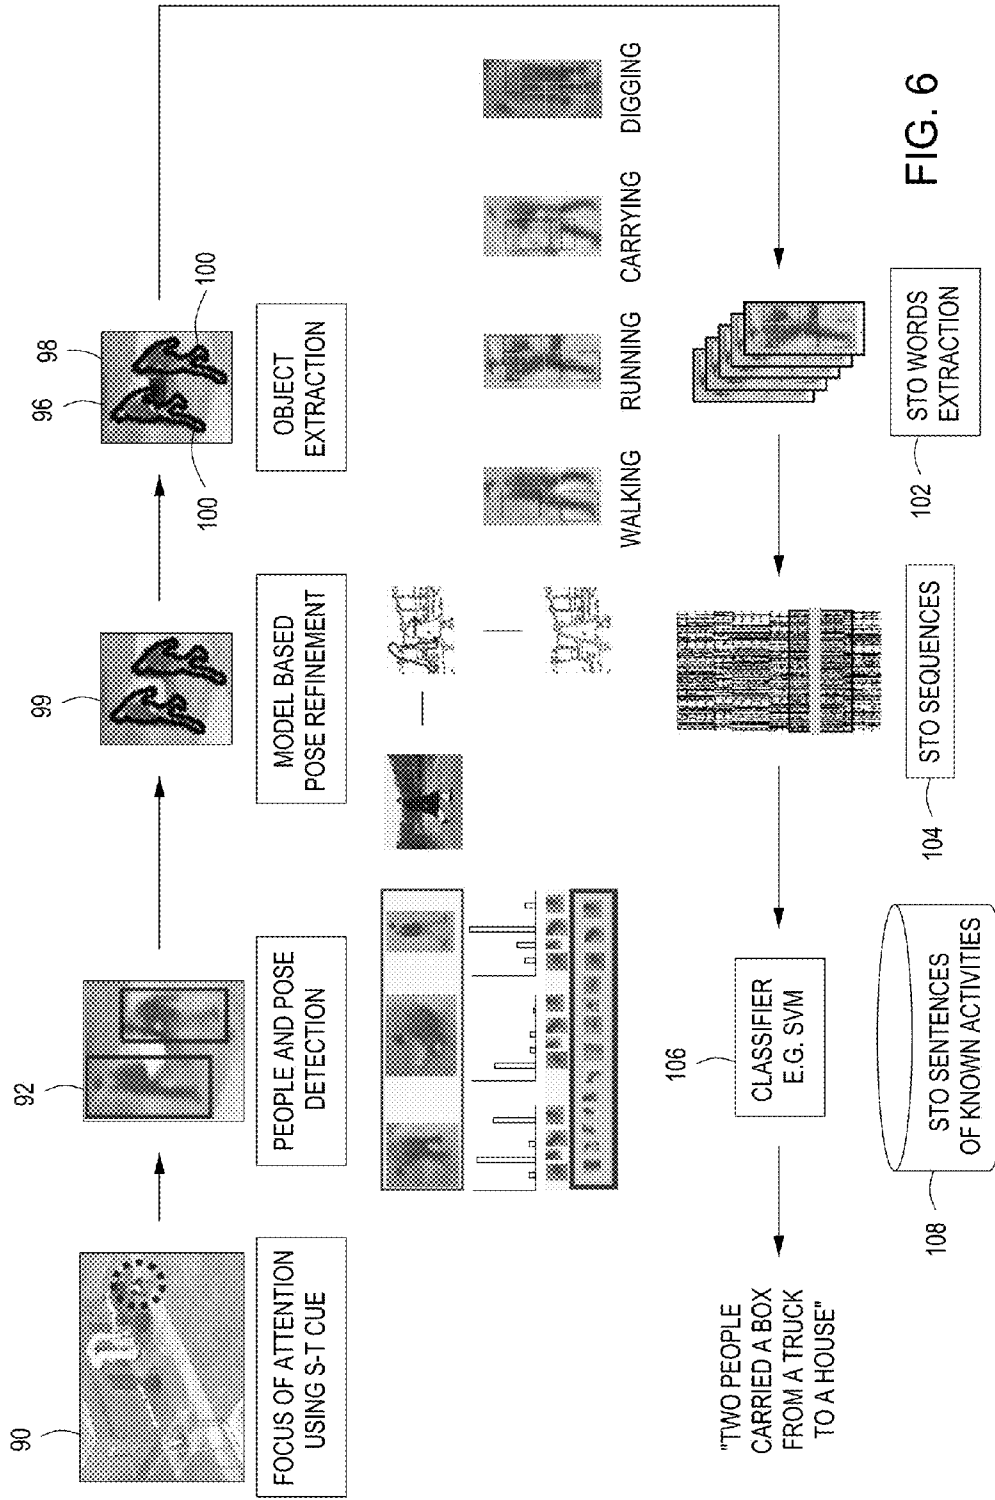 90
92
99
96
98
100
100
FOCUS OF ATTENTION
USING S-T CUE
PEOPLE AND POSE
DETECTION
MODEL BASED
POSE REFINEMENT
OBJECT
EXTRACTION
WALKING
RUNNING
CARRYING
DIGGING
"TWO PEOPLE
CARRIED A BOX
FROM A TRUCK
TO A HOUSE"
106
CLASSIFIER
E.G. SVM
108
STO SENTENCES
OF KNOWN ACTIVITIES
104
STO SEQUENCES
102
STO WORDS
EXTRACTION
FIG. 6